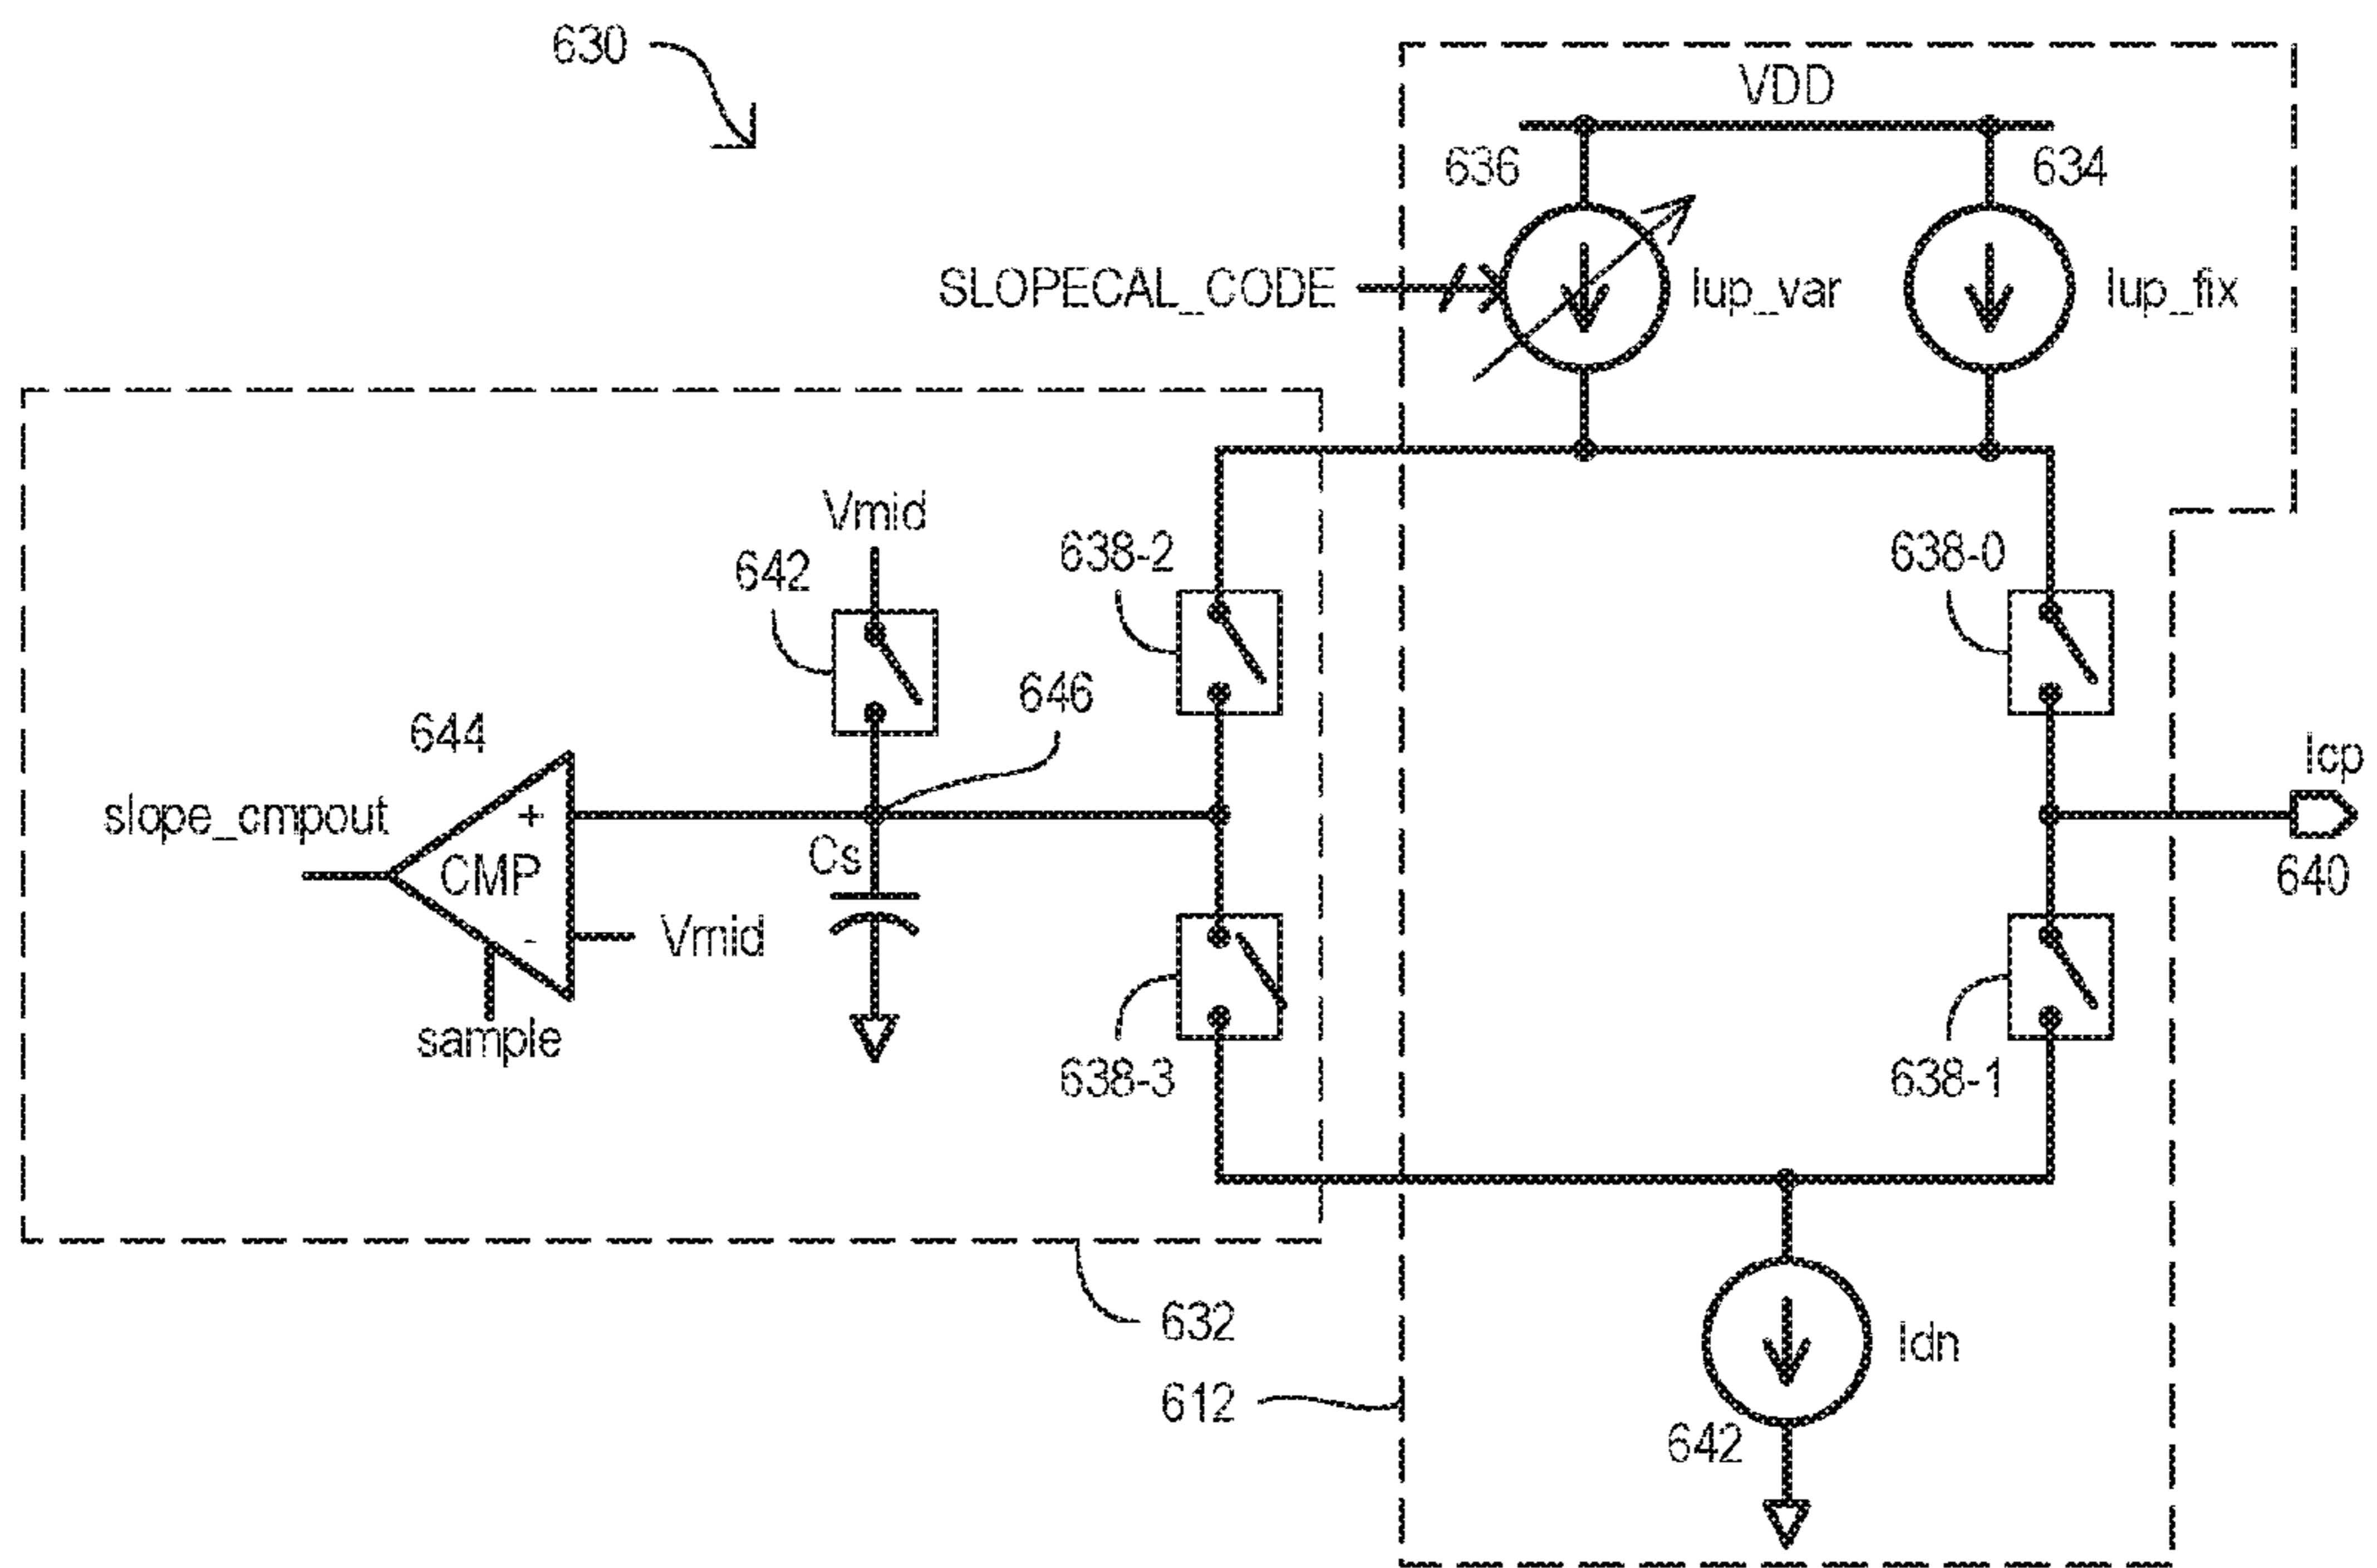 630
VDD
636
634
SLOPECAL_CODE
Iup_var
Iup_fix
Vmid
642
638-2
638-0
646
644
slope_cmpout
+
CMP
-
Cs
Vmid
sample
Icp
640
638-3
638-1
632
612
Idn
642